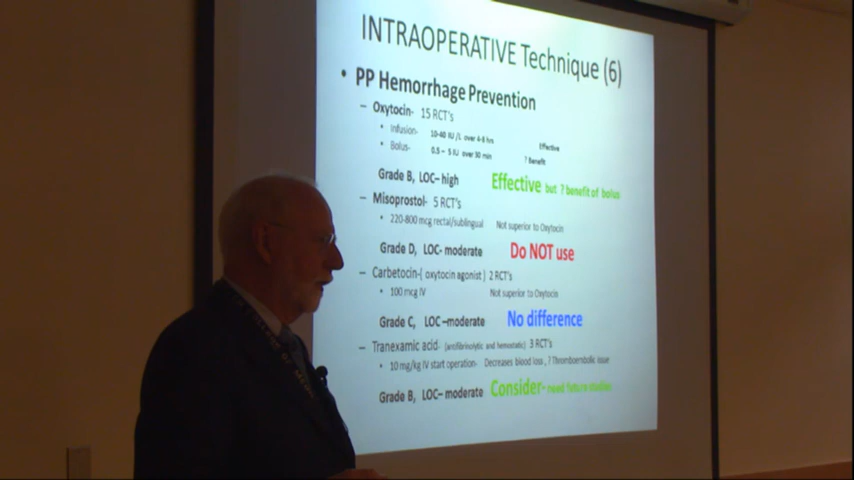 INTRAOPERATIVE Technique (6)
• PP Hemorrhage Prevention
– Oxytocin- 15 RCT's
• Infusion- 10-40 IU /L over 4-8 hrs Effective
• Bolus- 0.5 – 5 IU over 30 min ? Benefit
Grade B, LOC– high Effective but ? benefit of bolus
– Misoprostol- 5 RCT's
• 220-800 mcg rectal/sublingual Not superior to Oxytocin
Grade D, LOC- moderate Do NOT use
– Carbetocin-( oxytocin agonist ) 2 RCT's
• 100 mcg IV Not superior to Oxytocin
Grade C, LOC –moderate No difference
– Tranexamic acid- (antifibrinolytic and hemostatic) 3 RCT's
• 10 mg/kg IV start operation- Decreases blood loss, ? Thromboembolic issue
Grade B, LOC– moderate Consider- need future studies